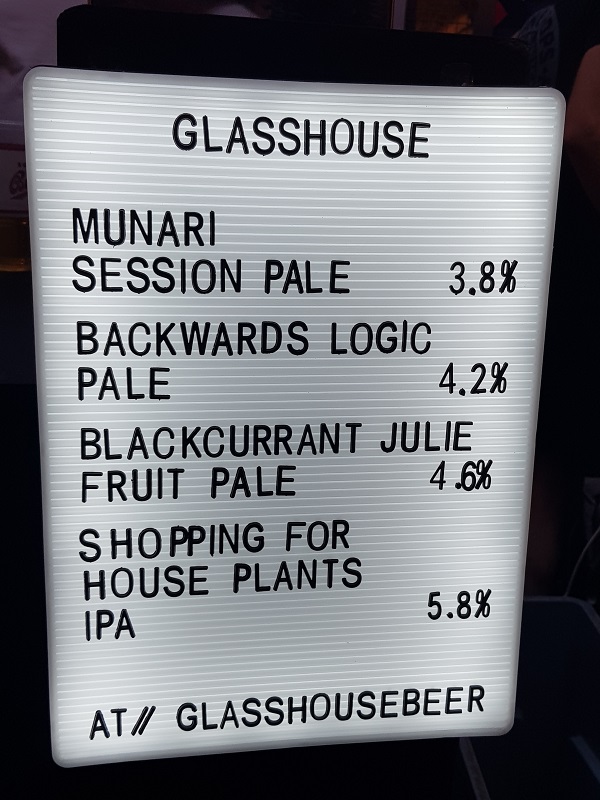 GLASSHOUSE
MUNARI
SESSION PALE 3.8%
BACKWARDS LOGIC
PALE 4.2%
BLACKCURRANT JULIE
FRUIT PALE 4.6%
SHOPPING FOR
HOUSE PLANTS
IPA 5.8%
AT// GLASSHOUSEBEER